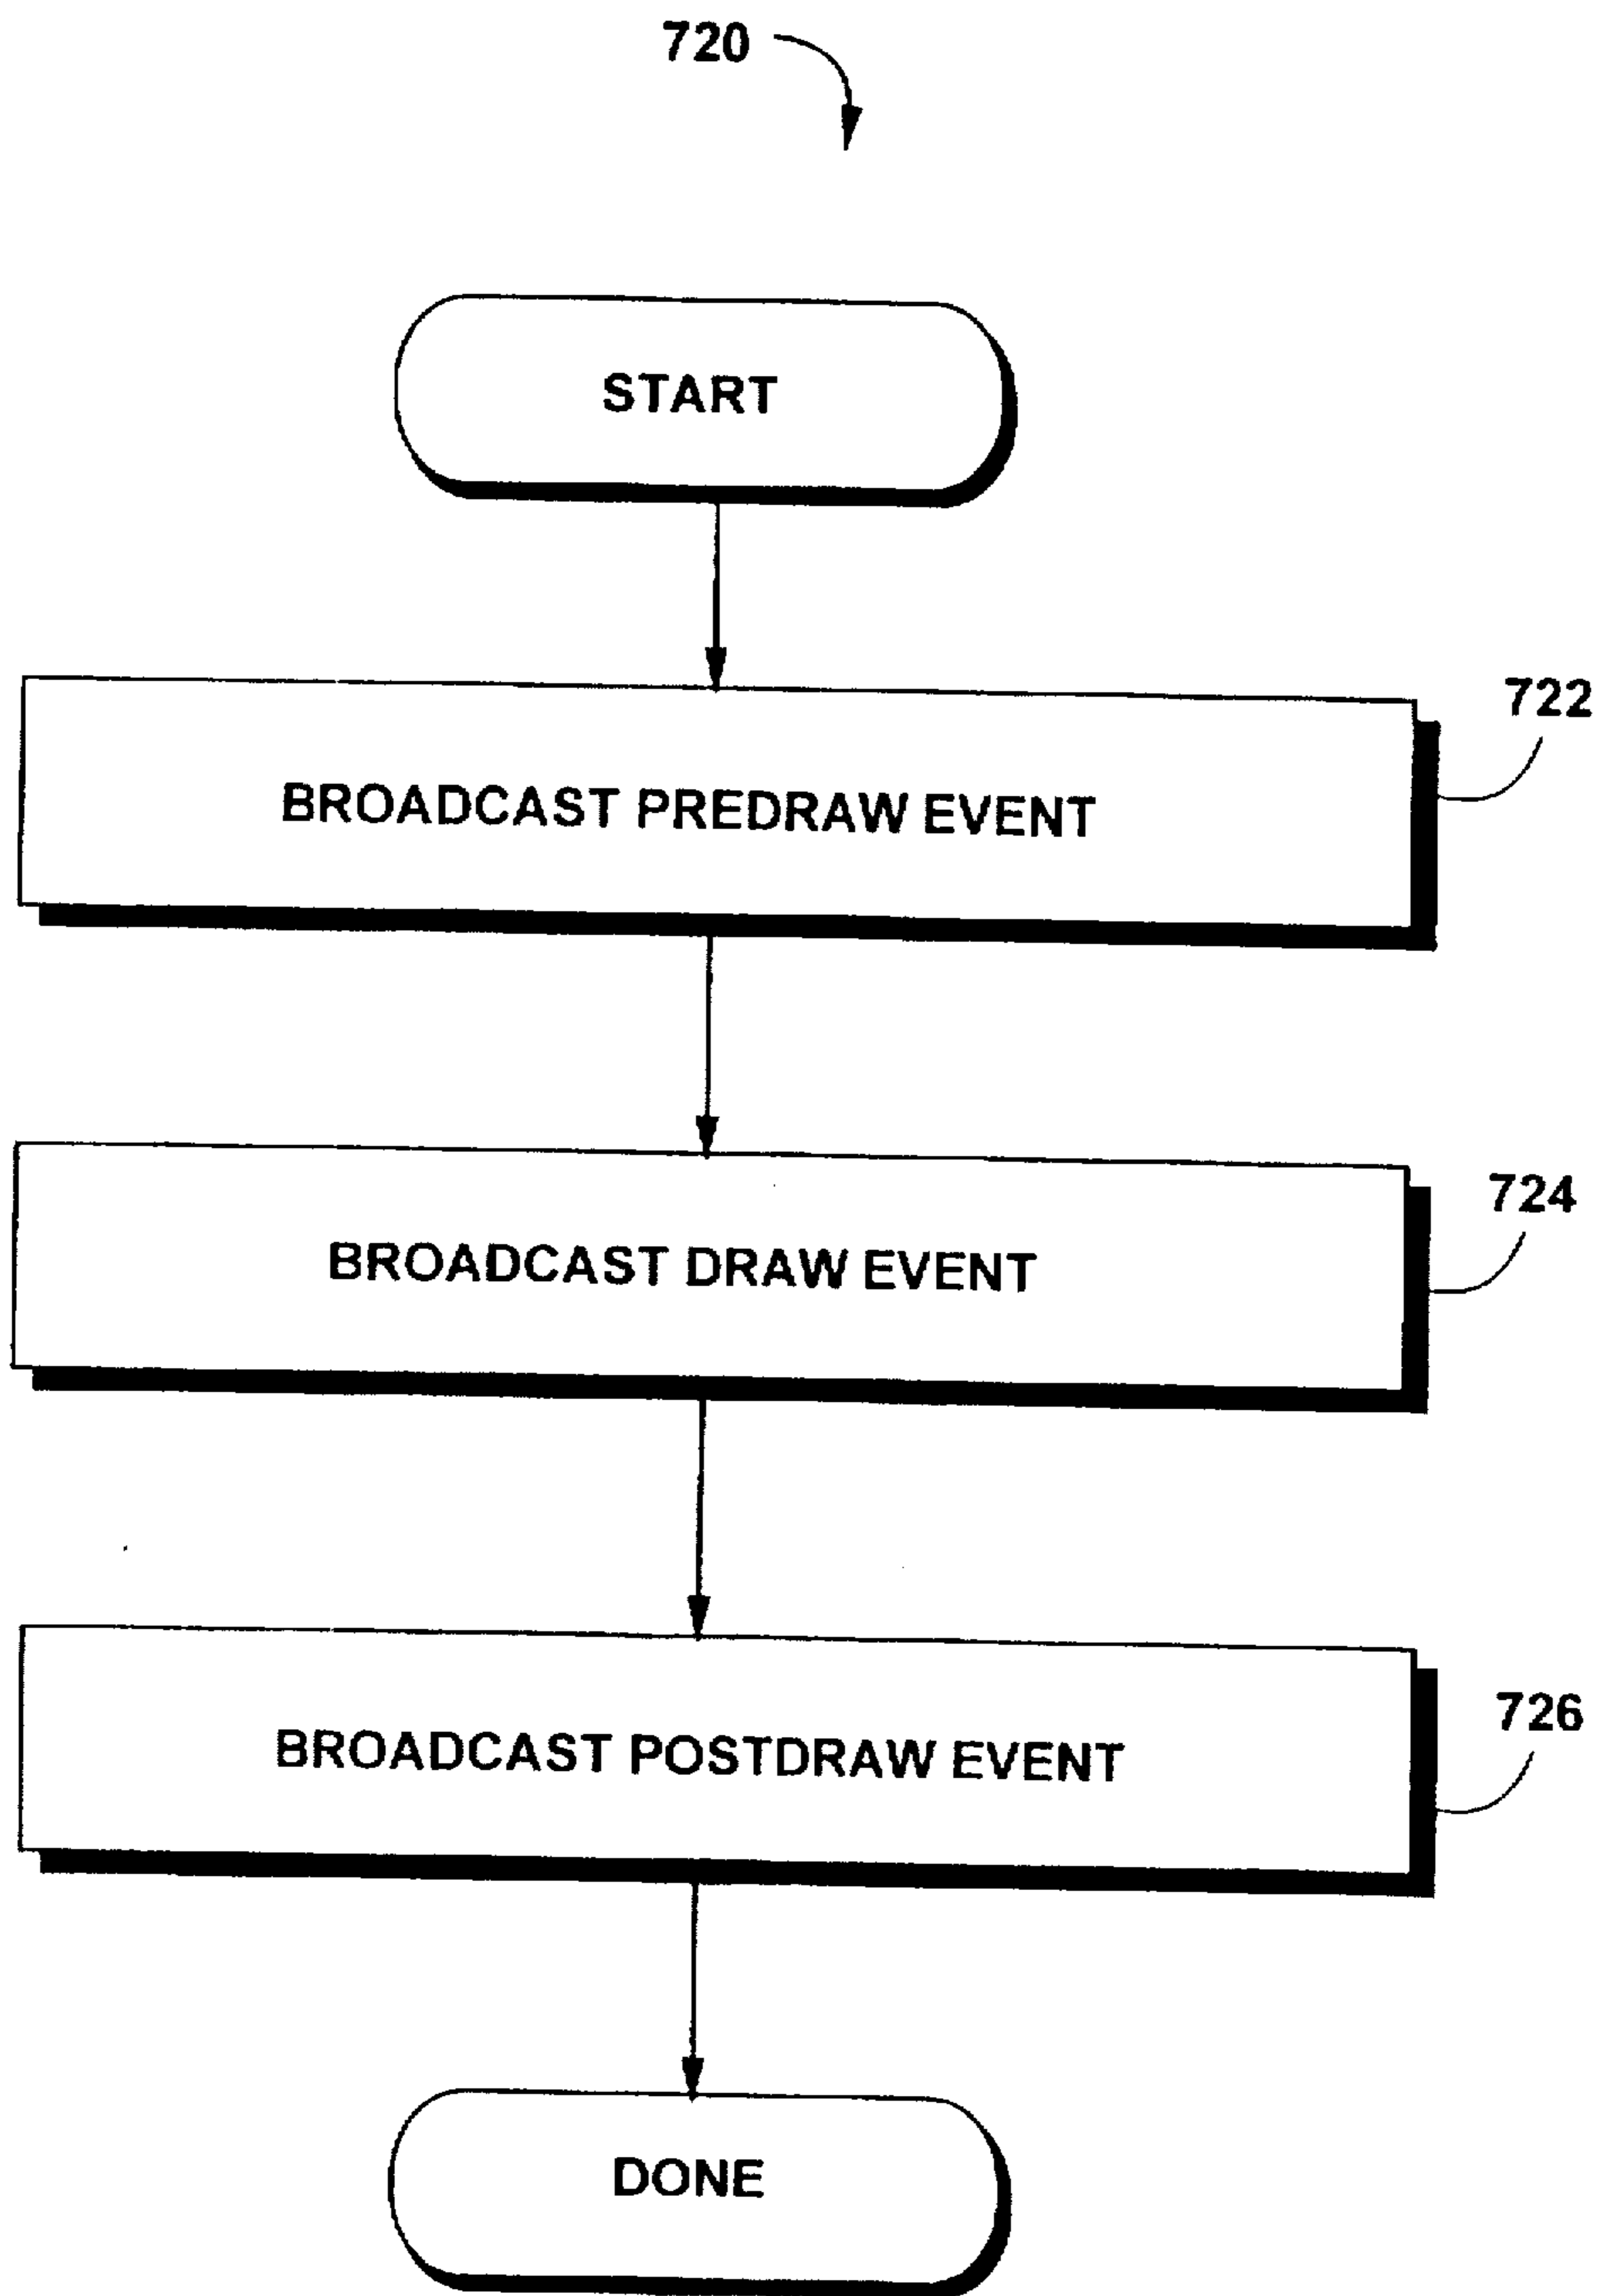 720
START
722
BROADCAST PREDRAW EVENT
724
BROADCAST DRAW EVENT
726
BROADCAST POSTDRAW EVENT
DONE